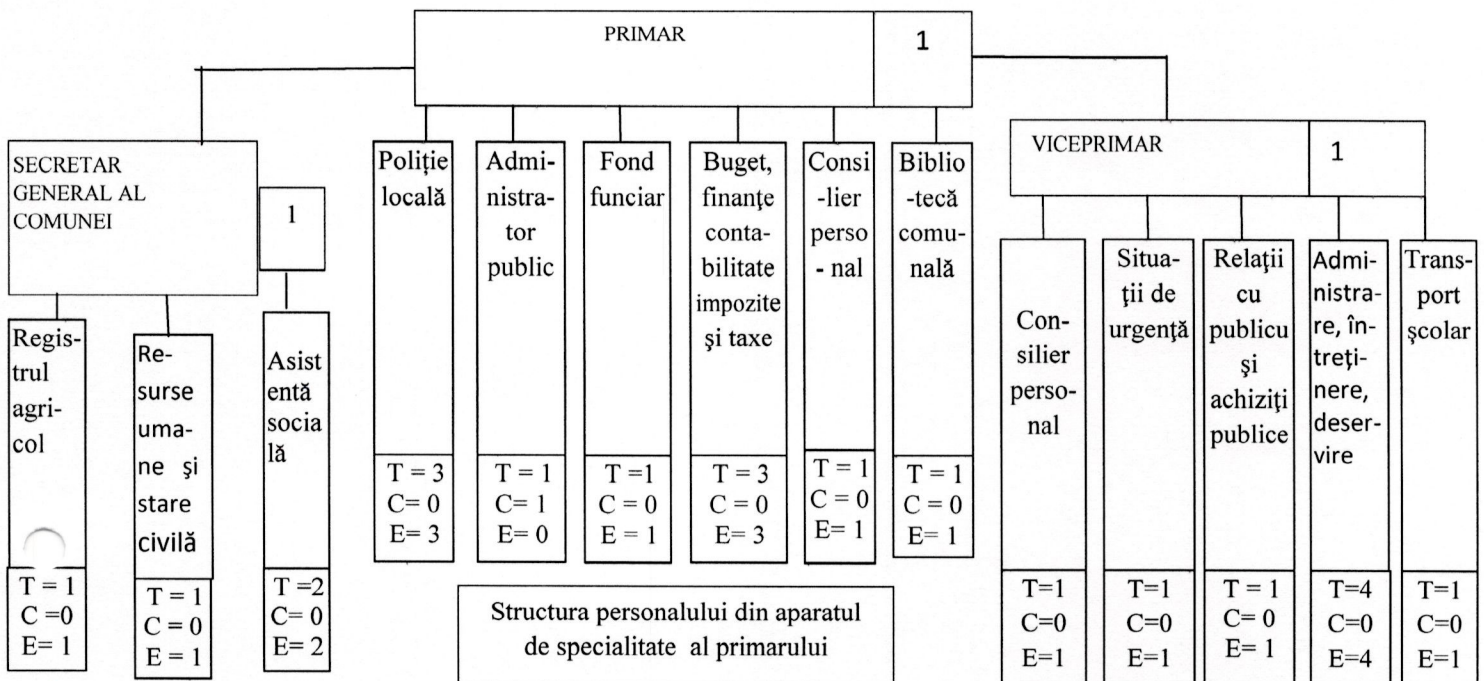 PRIMAR
1
SECRETAR
GENERAL AL
COMUNEI
1
Regis-
trul
agri-
col
T = 1
C =0
E= 1
Re-
surse
uma-
ne și
stare
civilă
T = 1
C = 0
E = 1
Asist
entă
socia
lă
T =2
C= 0
E= 2
Poliție
locală
T = 3
C= 0
E= 3
Admi-
nistra-
tor
public
T = 1
C= 1
E= 0
Fond
funciar
T =1
C= 0
E = 1
Buget,
finanţe
conta-
bilitate
impozite
şi taxe
T = 3
C = 0
E= 3
Consi
-lier
perso
- nal
T = 1
C = 0
E= 1
Biblio
-tecă
comu-
nală
T = 1
C = 0
E= 1
VICEPRIMAR
1
Con-
silier
perso-
nal
T=1
C=0
E=1
Situa-
ţii de
urgenţă
T=1
C=0
E=1
Relaţii
cu
publicu
şi
achiziţi
publice
T = 1
C= 0
E= 1
Admi-
nistra-
re, în-
treți-
nere,
deser-
vire
T=4
C=0
E=4
Trans-
port
şcolar
T=1
C=0
E=1
Structura personalului din aparatul
de specialitate al primarului